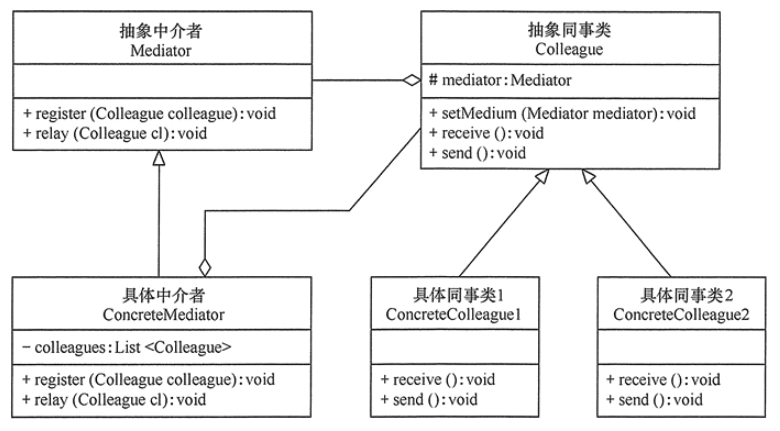 抽象中介者
Mediator
+ register (Colleague colleague): void
+ relay (Colleague cl): void
抽象同事类
Colleague
# mediator: Mediator
+ setMedium (Mediator mediator): void
+ receive (): void
+ send (): void
具体中介者
ConcreteMediator
− colleagues: List <Colleague>
+ register (Colleague colleague): void
+ relay (Colleague cl): void
具体同事类1
ConcreteColleague1
+ receive (): void
+ send (): void
具体同事类2
ConcreteColleague2
+ receive (): void
+ send (): void